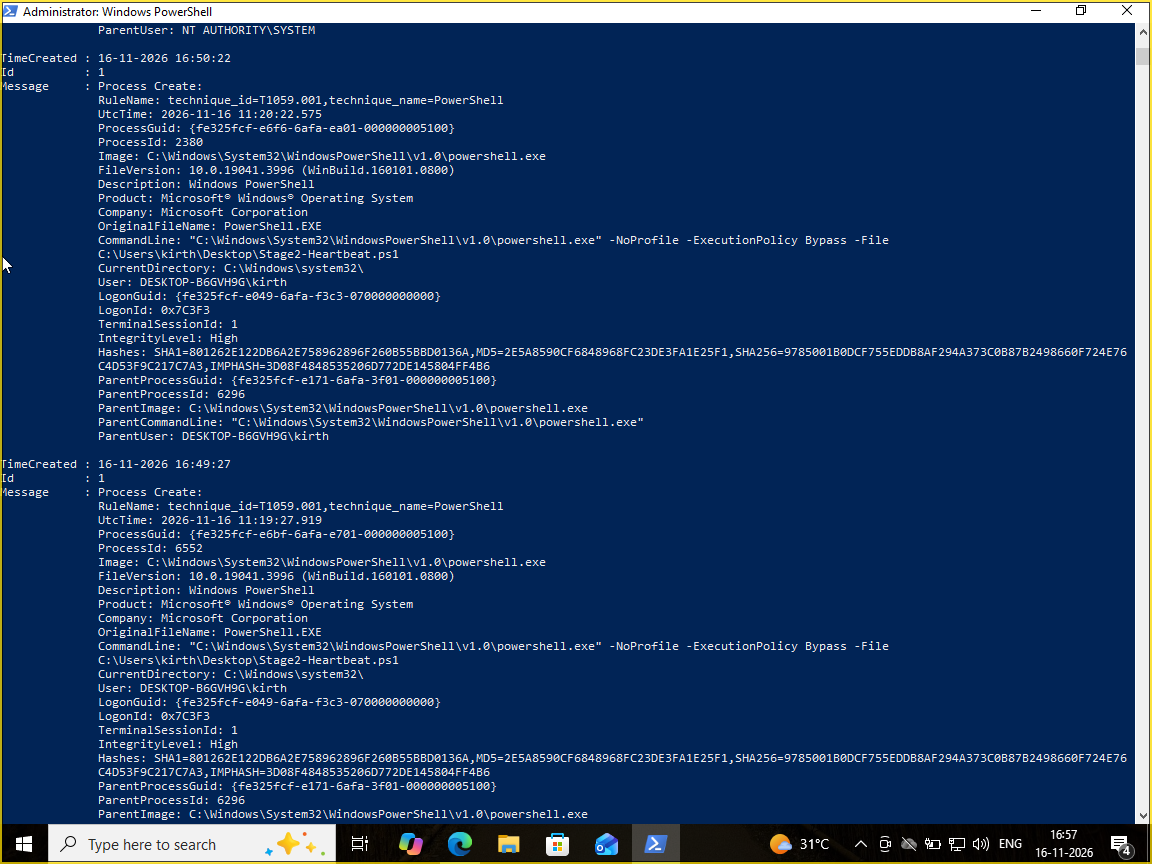 Administrator: Windows PowerShell
ParentUser: NT AUTHORITY\SYSTEM
TimeCreated : 16-11-2026 16:50:22
Id : 1
Message : Process Create:
RuleName: technique_id=T1059.001,technique_name=PowerShell
UtcTime: 2026-11-16 11:20:22.575
ProcessGuid: {fe325fcf-e6f6-6afa-ea01-000000005100}
ProcessId: 2380
Image: C:\Windows\System32\WindowsPowerShell\v1.0\powershell.exe
FileVersion: 10.0.19041.3996 (WinBuild.160101.0800)
Description: Windows PowerShell
Product: Microsoft® Windows® Operating System
Company: Microsoft Corporation
OriginalFileName: PowerShell.EXE
CommandLine: "C:\Windows\System32\WindowsPowerShell\v1.0\powershell.exe" -NoProfile -ExecutionPolicy Bypass -File
C:\Users\kirth\Desktop\Stage2-Heartbeat.ps1
CurrentDirectory: C:\Windows\system32\
User: DESKTOP-B6GVH9G\kirth
LogonGuid: {fe325fcf-e049-6afa-f3c3-070000000000}
LogonId: 0x7C3F3
TerminalSessionId: 1
IntegrityLevel: High
Hashes: SHA1=801262E122DB6A2E758962896F260B55BBD0136A,MD5=2E5A8590CF6848968FC23DE3FA1E25F1,SHA256=9785001B0DCF755EDDB8AF294A373C0B87B2498660F724E76
C4D53F9C217C7A3,IMPHASH=3D08F4848535206D772DE145804FF4B6
ParentProcessGuid: {fe325fcf-e171-6afa-3f01-000000005100}
ParentProcessId: 6296
ParentImage: C:\Windows\System32\WindowsPowerShell\v1.0\powershell.exe
ParentCommandLine: "C:\Windows\System32\WindowsPowerShell\v1.0\powershell.exe"
ParentUser: DESKTOP-B6GVH9G\kirth
TimeCreated : 16-11-2026 16:49:27
Id : 1
Message : Process Create:
RuleName: technique_id=T1059.001,technique_name=PowerShell
UtcTime: 2026-11-16 11:19:27.919
ProcessGuid: {fe325fcf-e6bf-6afa-e701-000000005100}
ProcessId: 6552
Image: C:\Windows\System32\WindowsPowerShell\v1.0\powershell.exe
FileVersion: 10.0.19041.3996 (WinBuild.160101.0800)
Description: Windows PowerShell
Product: Microsoft® Windows® Operating System
Company: Microsoft Corporation
OriginalFileName: PowerShell.EXE
CommandLine: "C:\Windows\System32\WindowsPowerShell\v1.0\powershell.exe" -NoProfile -ExecutionPolicy Bypass -File
C:\Users\kirth\Desktop\Stage2-Heartbeat.ps1
CurrentDirectory: C:\Windows\system32\
User: DESKTOP-B6GVH9G\kirth
LogonGuid: {fe325fcf-e049-6afa-f3c3-070000000000}
LogonId: 0x7C3F3
TerminalSessionId: 1
IntegrityLevel: High
Hashes: SHA1=801262E122DB6A2E758962896F260B55BBD0136A,MD5=2E5A8590CF6848968FC23DE3FA1E25F1,SHA256=9785001B0DCF755EDDB8AF294A373C0B87B2498660F724E76
C4D53F9C217C7A3,IMPHASH=3D08F4848535206D772DE145804FF4B6
ParentProcessGuid: {fe325fcf-e171-6afa-3f01-000000005100}
ParentProcessId: 6296
ParentImage: C:\Windows\System32\WindowsPowerShell\v1.0\powershell.exe
Type here to search
31°C
ENG
16:57
16-11-2026
4